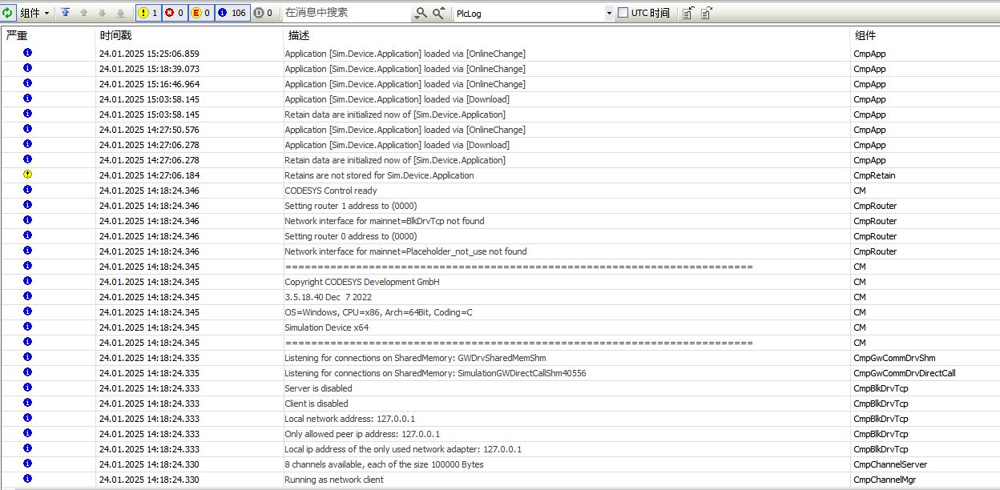 组件 1 0 0 106 0 在消息中搜索 PlcLog UTC 时间
严重 时间戳 描述 组件
24.01.2025 15:25:06.859 Application [Sim.Device.Application] loaded via [OnlineChange] CmpApp
24.01.2025 15:18:39.073 Application [Sim.Device.Application] loaded via [OnlineChange] CmpApp
24.01.2025 15:16:46.964 Application [Sim.Device.Application] loaded via [OnlineChange] CmpApp
24.01.2025 15:03:58.145 Application [Sim.Device.Application] loaded via [Download] CmpApp
24.01.2025 15:03:58.145 Retain data are initialized now of [Sim.Device.Application] CmpApp
24.01.2025 14:27:50.576 Application [Sim.Device.Application] loaded via [OnlineChange] CmpApp
24.01.2025 14:27:06.278 Application [Sim.Device.Application] loaded via [Download] CmpApp
24.01.2025 14:27:06.278 Retain data are initialized now of [Sim.Device.Application] CmpApp
24.01.2025 14:27:06.184 Retains are not stored for Sim.Device.Application CmpRetain
24.01.2025 14:18:24.346 CODESYS Control ready CM
24.01.2025 14:18:24.346 Setting router 1 address to (0000) CmpRouter
24.01.2025 14:18:24.346 Network interface for mainnet=BlkDrvTcp not found CmpRouter
24.01.2025 14:18:24.346 Setting router 0 address to (0000) CmpRouter
24.01.2025 14:18:24.346 Network interface for mainnet=Placeholder_not_use not found CmpRouter
24.01.2025 14:18:24.345 ========================================================================= CM
24.01.2025 14:18:24.345 Copyright CODESYS Development GmbH CM
24.01.2025 14:18:24.345 3.5.18.40 Dec  7 2022 CM
24.01.2025 14:18:24.345 OS=Windows, CPU=x86, Arch=64Bit, Coding=C CM
24.01.2025 14:18:24.345 Simulation Device x64 CM
24.01.2025 14:18:24.345 ========================================================================= CM
24.01.2025 14:18:24.335 Listening for connections on SharedMemory: GWDrvSharedMemShm CmpGwCommDrvShm
24.01.2025 14:18:24.335 Listening for connections on SharedMemory: SimulationGWDirectCallShm40556 CmpGwCommDrvDirectCall
24.01.2025 14:18:24.333 Server is disabled CmpBlkDrvTcp
24.01.2025 14:18:24.333 Client is disabled CmpBlkDrvTcp
24.01.2025 14:18:24.333 Local network address: 127.0.0.1 CmpBlkDrvTcp
24.01.2025 14:18:24.333 Only allowed peer ip address: 127.0.0.1 CmpBlkDrvTcp
24.01.2025 14:18:24.333 Local ip address of the only used network adapter: 127.0.0.1 CmpBlkDrvTcp
24.01.2025 14:18:24.330 8 channels available, each of the size 100000 Bytes CmpChannelServer
24.01.2025 14:18:24.330 Running as network client CmpChannelMgr